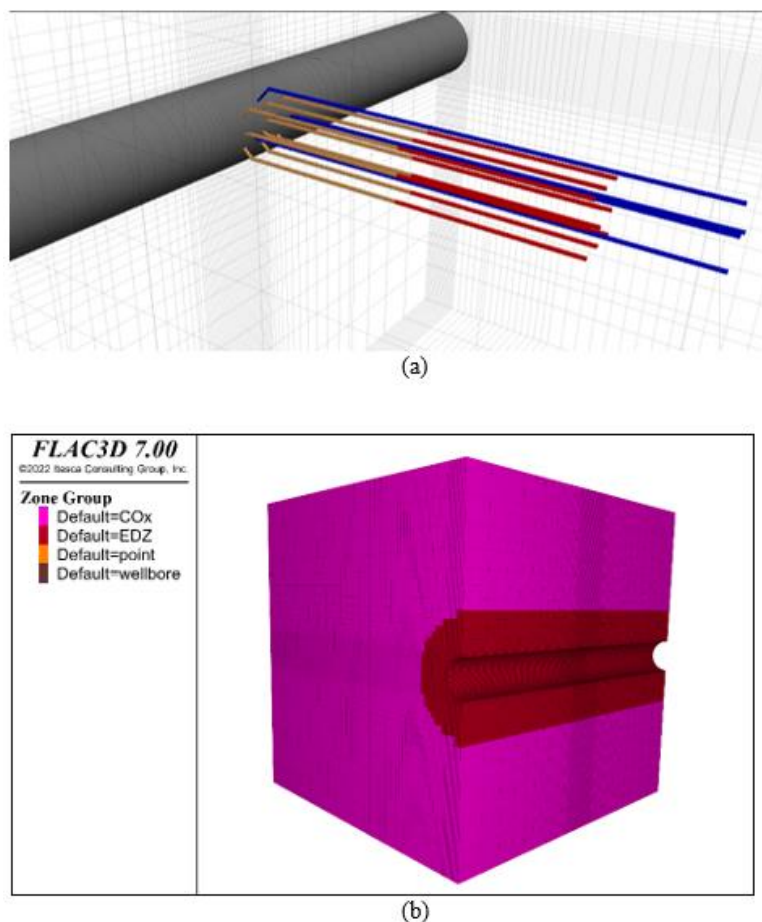 (a)
FLAC3D 7.00
©2022 Itasca Consulting Group, Inc.
Zone Group
Default=COx
Default=EDZ
Default=point
Default=wellbore
(b)